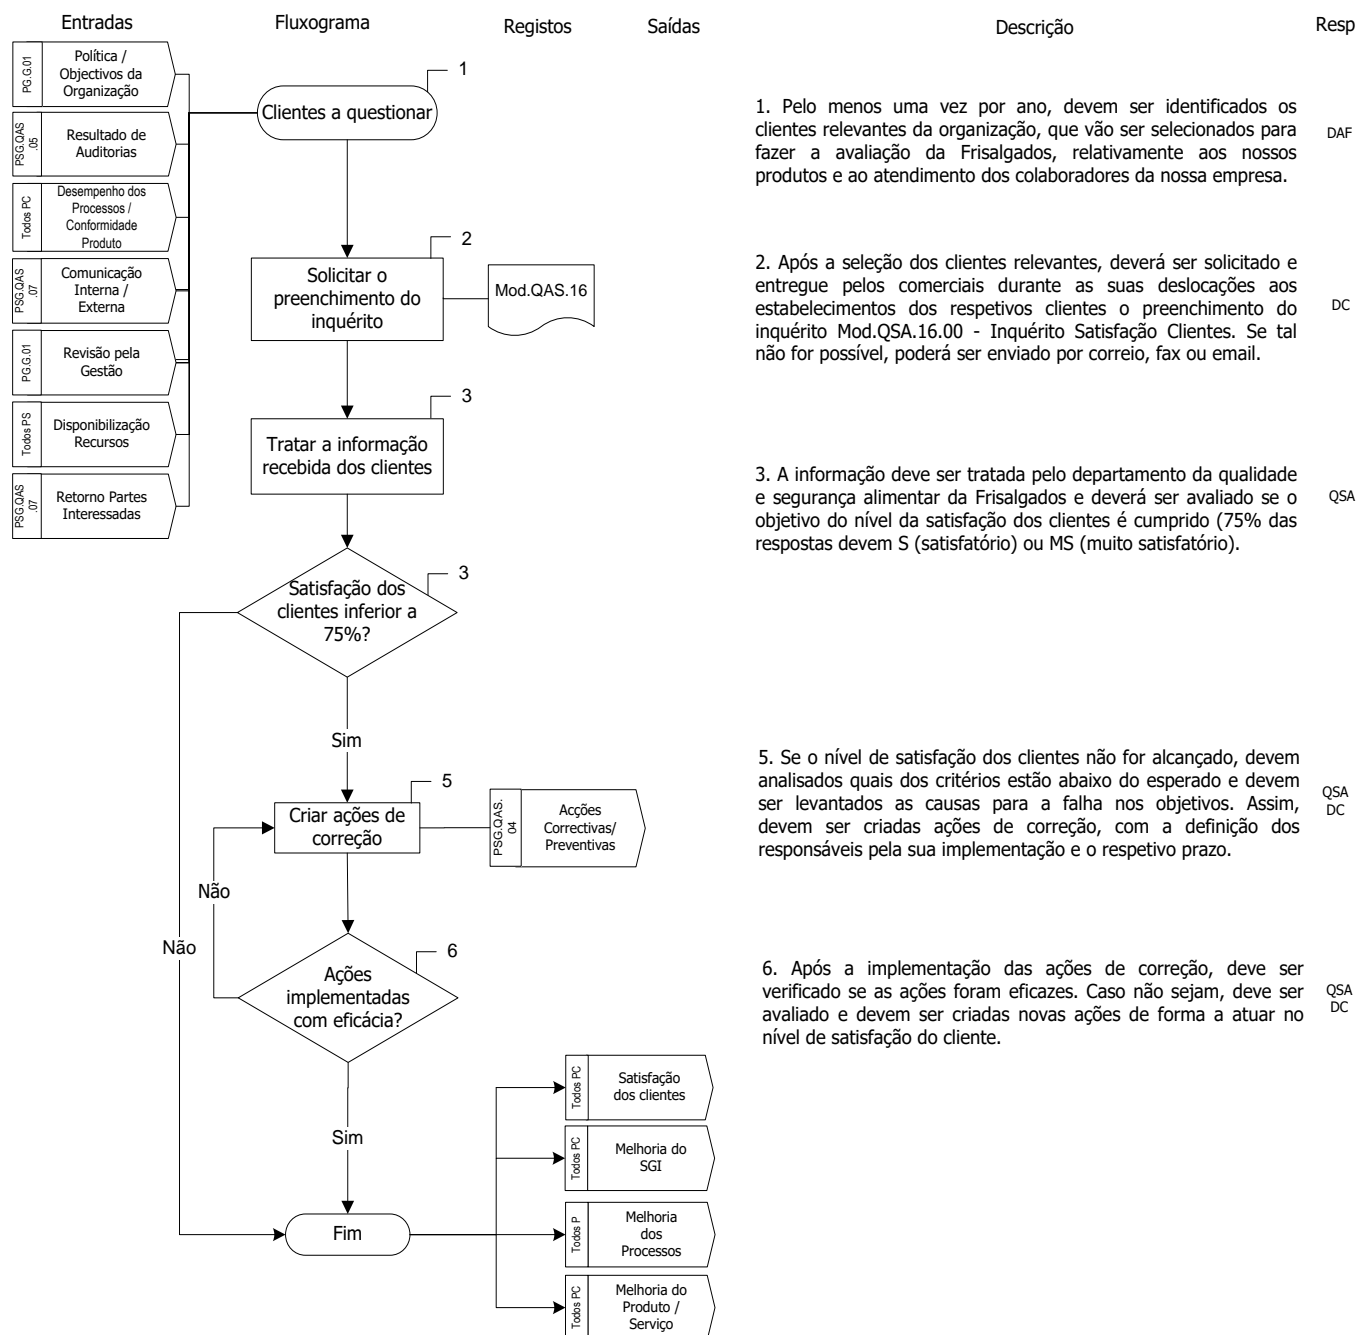 Entradas
Fluxograma
Registos
Saídas
Descrição
Resp
PG.G.01
Política /
Objectivos da
Organização
PSG.QAS
.05
Resultado de
Auditorias
Todos PC
Desempenho dos
Processos /
Conformidade
Produto
PSG.QAS
.07
Comunicação
Interna /
Externa
PG.G.01
Revisão pela
Gestão
Todos PS
Disponibilização
Recursos
PSG.QAS
.07
Retorno Partes
Interessadas
1
Clientes a questionar
2
Solicitar o
preenchimento do
inquérito
Mod.QAS.16
3
Tratar a informação
recebida dos clientes
3
Satisfação dos
clientes inferior a
75%?
Sim
5
Criar ações de
correção
PSG.QAS.
04
Acções
Correctivas/
Preventivas
Não
Não
6
Ações
implementadas
com eficácia?
Sim
Fim
Todos PC
Satisfação
dos clientes
Todos PC
Melhoria do
SGI
Todos P
Melhoria
dos
Processos
Todos PC
Melhoria do
Produto /
Serviço
1. Pelo menos uma vez por ano, devem ser identificados os
clientes relevantes da organização, que vão ser selecionados para
fazer a avaliação da Frisalgados, relativamente aos nossos
produtos e ao atendimento dos colaboradores da nossa empresa.
DAF
2. Após a seleção dos clientes relevantes, deverá ser solicitado e
entregue pelos comerciais durante as suas deslocações aos
estabelecimentos dos respetivos clientes o preenchimento do
inquérito Mod.QSA.16.00 - Inquérito Satisfação Clientes. Se tal
não for possível, poderá ser enviado por correio, fax ou email.
DC
3. A informação deve ser tratada pelo departamento da qualidade
e segurança alimentar da Frisalgados e deverá ser avaliado se o
objetivo do nível da satisfação dos clientes é cumprido (75% das
respostas devem S (satisfatório) ou MS (muito satisfatório).
QSA
5. Se o nível de satisfação dos clientes não for alcançado, devem
analisados quais dos critérios estão abaixo do esperado e devem
ser levantados as causas para a falha nos objetivos. Assim,
devem ser criadas ações de correção, com a definição dos
responsáveis pela sua implementação e o respetivo prazo.
QSA
DC
6. Após a implementação das ações de correção, deve ser
verificado se as ações foram eficazes. Caso não sejam, deve ser
avaliado e devem ser criadas novas ações de forma a atuar no
nível de satisfação do cliente.
QSA
DC